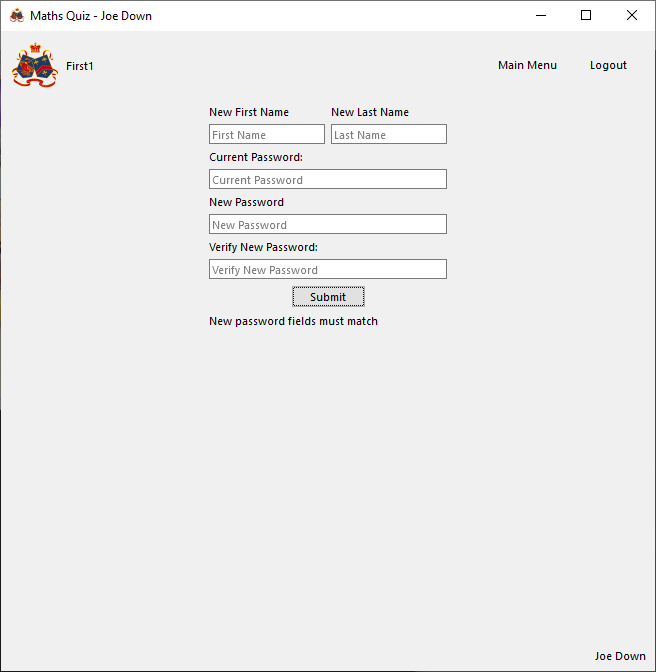 Maths Quiz - Joe Down
First1 Main Menu Logout
New First Name New Last Name
First Name Last Name
Current Password:
Current Password
New Password
New Password
Verify New Password:
Verify New Password
Submit
New password fields must match
Joe Down